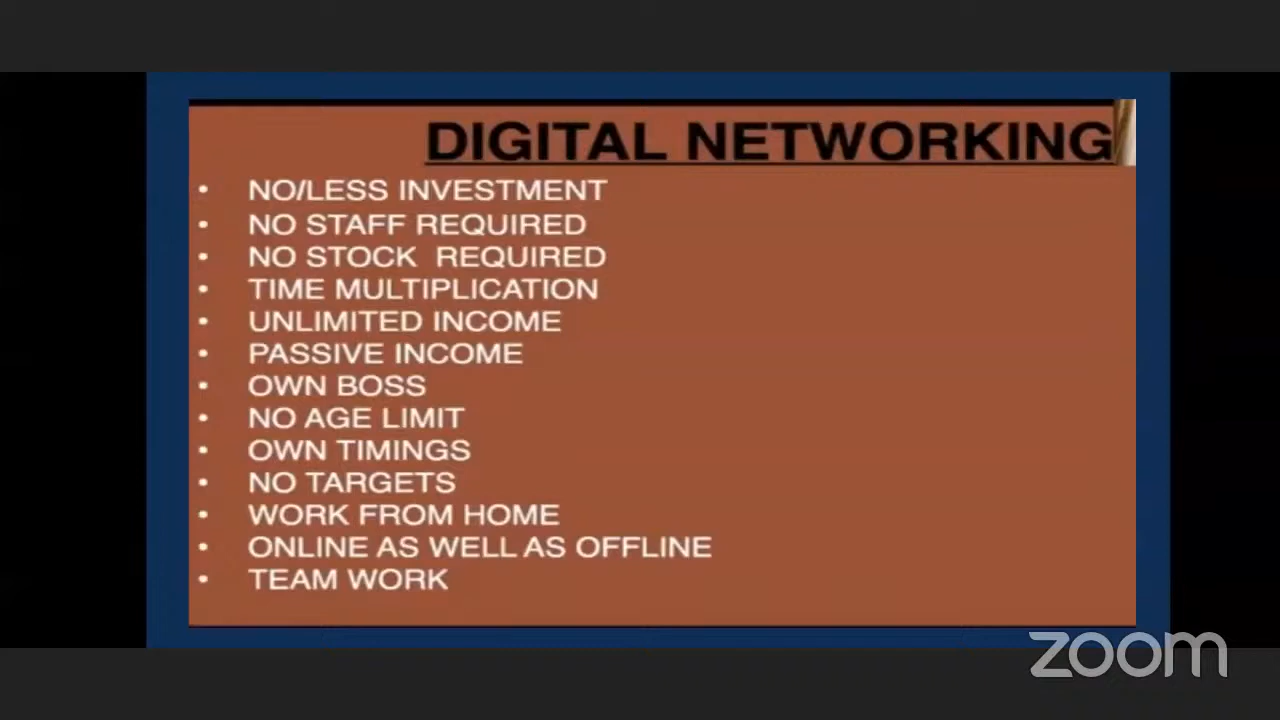 DIGITAL NETWORKING
• NO/LESS INVESTMENT
• NO STAFF REQUIRED
• NO STOCK REQUIRED
• TIME MULTIPLICATION
• UNLIMITED INCOME
• PASSIVE INCOME
• OWN BOSS
• NO AGE LIMIT
• OWN TIMINGS
• NO TARGETS
• WORK FROM HOME
• ONLINE AS WELL AS OFFLINE
• TEAM WORK
zoom